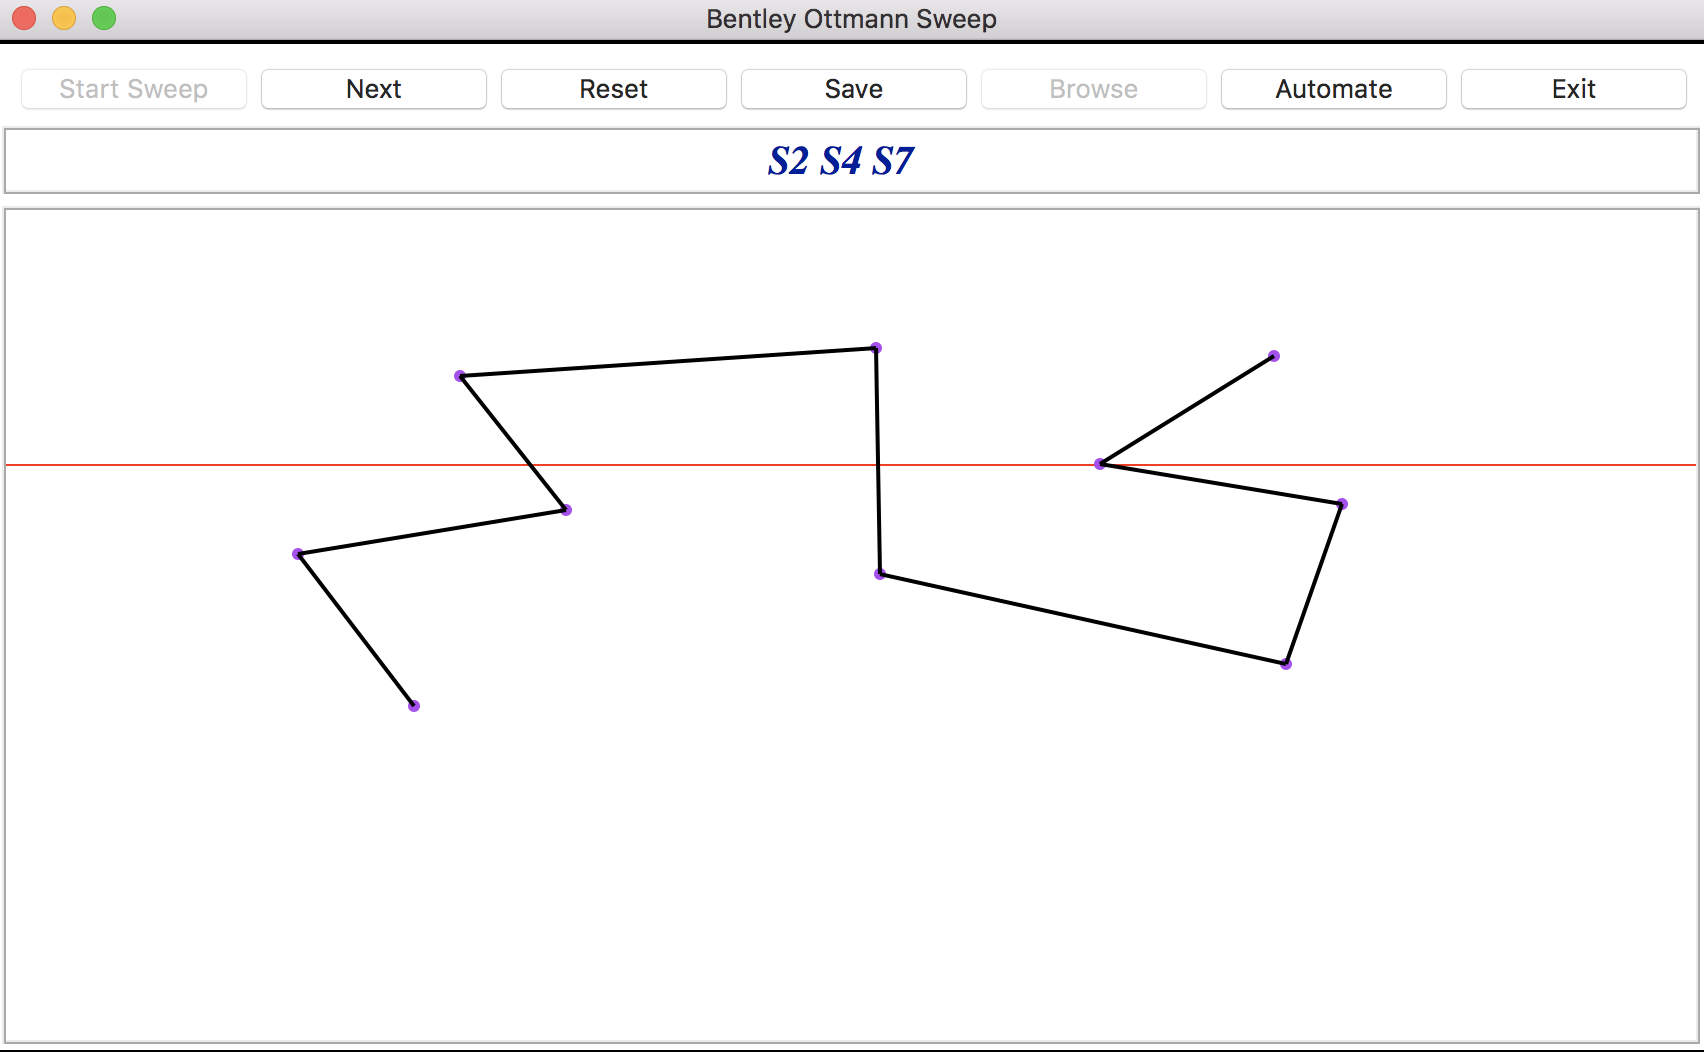 Bentley Ottmann Sweep
Start Sweep Next Reset Save Browse Automate Exit
S2 S4 S7